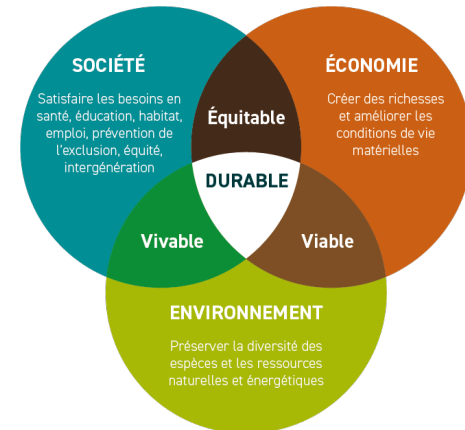 SOCIÉTÉ
Satisfaire les besoins en
santé, éducation, habitat,
emploi, prévention de
l'exclusion, équité,
intergénération
Équitable
ÉCONOMIE
Créer des richesses
et améliorer les
conditions de vie
matérielles
DURABLE
Vivable
Viable
ENVIRONNEMENT
Préserver la diversité des
espèces et les ressources
naturelles et énergétiques